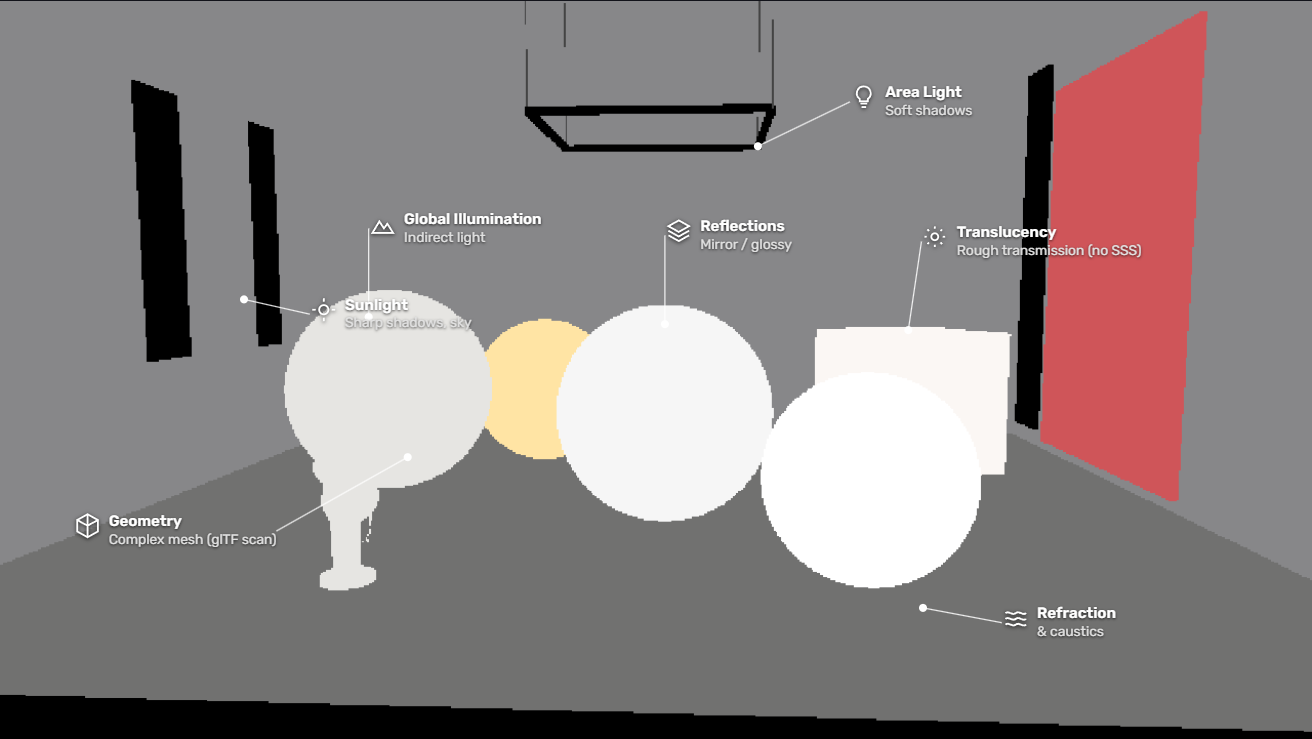 Area Light
Soft shadows
Global Illumination
Indirect light
Reflections
Mirror / glossy
Translucency
Rough transmission (no SSS)
Sunlight
Sharp shadows, sky
Geometry
Complex mesh (glTF scan)
Refraction
& caustics